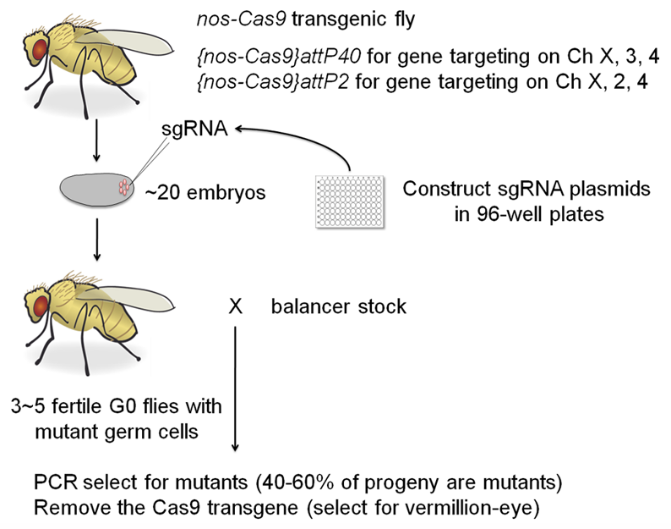 nos-Cas9 transgenic fly
{nos-Cas9}attP40 for gene targeting on Ch X, 3, 4
{nos-Cas9}attP2 for gene targeting on Ch X, 2, 4
sgRNA
~20 embryos
Construct sgRNA plasmids
in 96-well plates
X balancer stock
3~5 fertile G0 flies with
mutant germ cells
PCR select for mutants (40-60% of progeny are mutants)
Remove the Cas9 transgene (select for vermillion-eye)